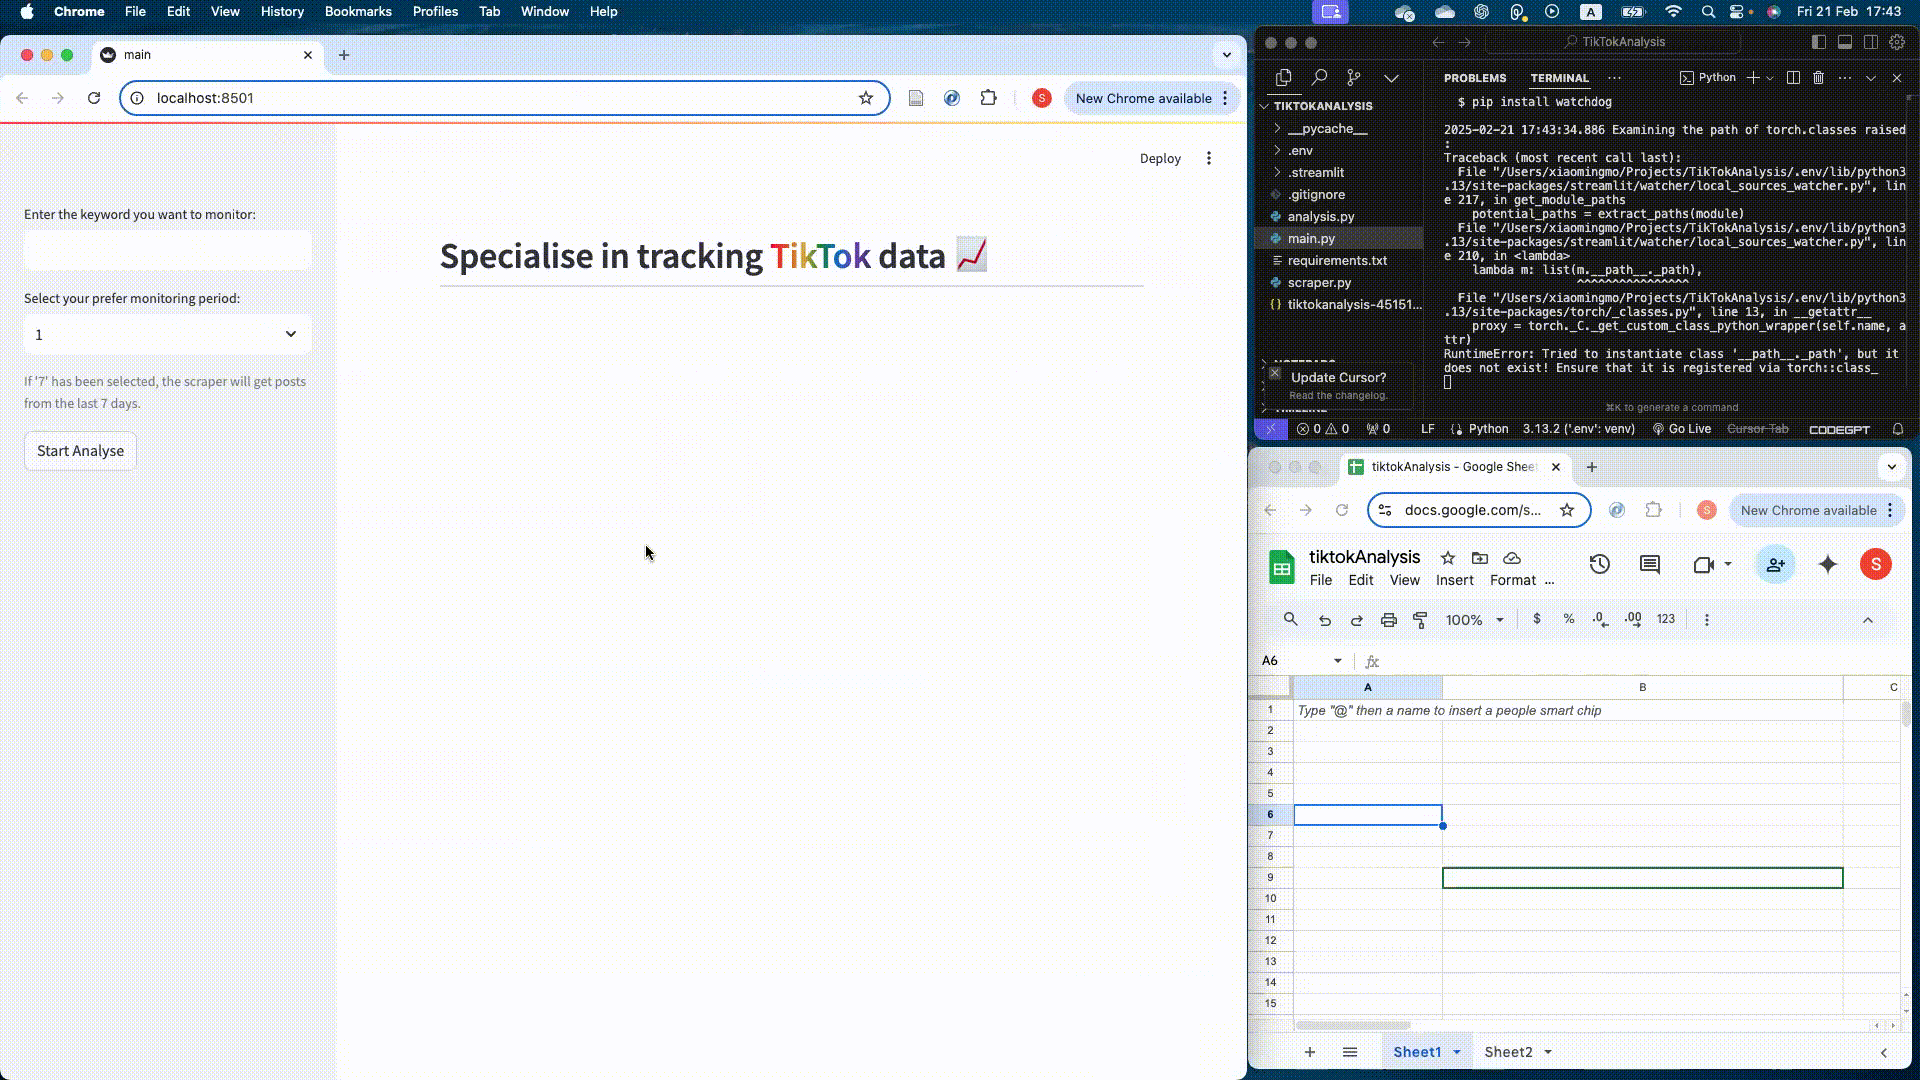 Chrome File Edit View History Bookmarks Profiles Tab Window Help
A
Fri 21 Feb 17:43
main
localhost:8501
S
New Chrome available
Deploy
Enter the keyword you want to monitor:
Select your prefer monitoring period:
1
If '7' has been selected, the scraper will get posts
from the last 7 days.
Start Analyse
Specialise in tracking TikTok data
TikTokAnalysis
TIKTOKANALYSIS
__pycache__
.env
.streamlit
.gitignore
analysis.py
main.py
requirements.txt
scraper.py
tiktokanalysis-45151...
Update Cursor?
Read the changelog.
PROBLEMS TERMINAL ... Python
$ pip install watchdog
2025-02-21 17:43:34.886 Examining the path of torch.classes raised
:
Traceback (most recent call last):
File "/Users/xiaomingmo/Projects/TikTokAnalysis/.env/lib/python3
.13/site-packages/streamlit/watcher/local_sources_watcher.py", lin
e 217, in get_module_paths
potential_paths = extract_paths(module)
File "/Users/xiaomingmo/Projects/TikTokAnalysis/.env/lib/python3
.13/site-packages/streamlit/watcher/local_sources_watcher.py", lin
e 210, in <lambda>
lambda m: list(m.__path__._path),
^^^^^^^^^^^^^^^^
File "/Users/xiaomingmo/Projects/TikTokAnalysis/.env/lib/python3
.13/site-packages/torch/_classes.py", line 13, in __getattr__
proxy = torch._C._get_custom_class_python_wrapper(self.name, a
ttr)
RuntimeError: Tried to instantiate class '__path__._path', but it
does not exist! Ensure that it is registered via torch::class_
⌘K to generate a command
0 0 0 LF Python 3.13.2 ('.env': venv) Go Live Cursor Tab CODEGPT
tiktokAnalysis - Google Shee
docs.google.com/s...
S
New Chrome available
tiktokAnalysis
File Edit View Insert Format ...
S
100% $ % .0 .00 123
A6 fx
A B C
1 Type "@" then a name to insert a people smart chip
2
3
4
5
6
7
8
9
10
11
12
13
14
15
Sheet1 Sheet2